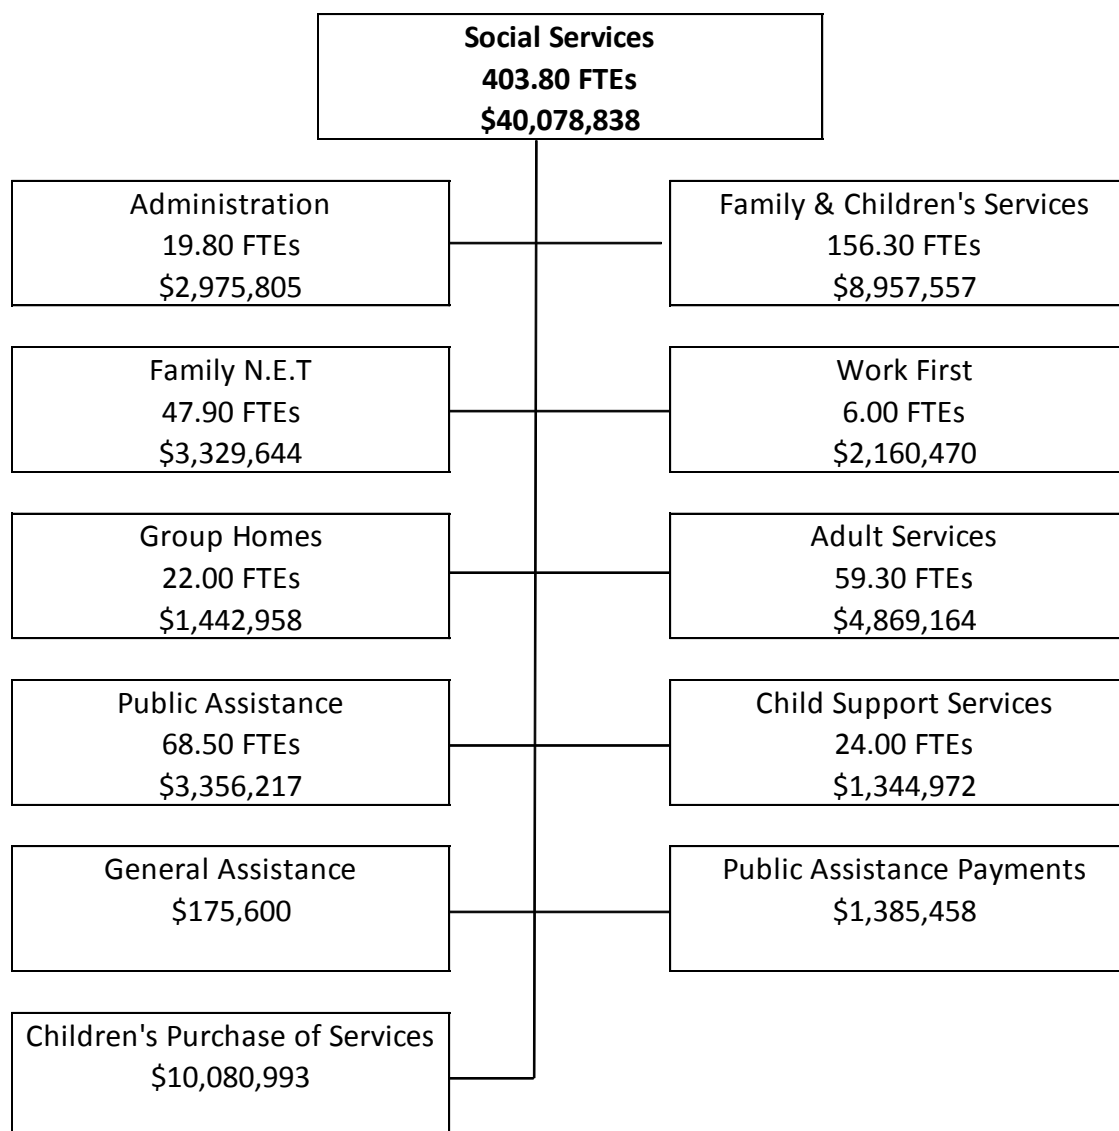 Social Services
403.80 FTEs
$40,078,838
Administration
19.80 FTEs
$2,975,805
Family & Children's Services
156.30 FTEs
$8,957,557
Family N.E.T
47.90 FTEs
$3,329,644
Work First
6.00 FTEs
$2,160,470
Group Homes
22.00 FTEs
$1,442,958
Adult Services
59.30 FTEs
$4,869,164
Public Assistance
68.50 FTEs
$3,356,217
Child Support Services
24.00 FTEs
$1,344,972
General Assistance
$175,600
Public Assistance Payments
$1,385,458
Children's Purchase of Services
$10,080,993